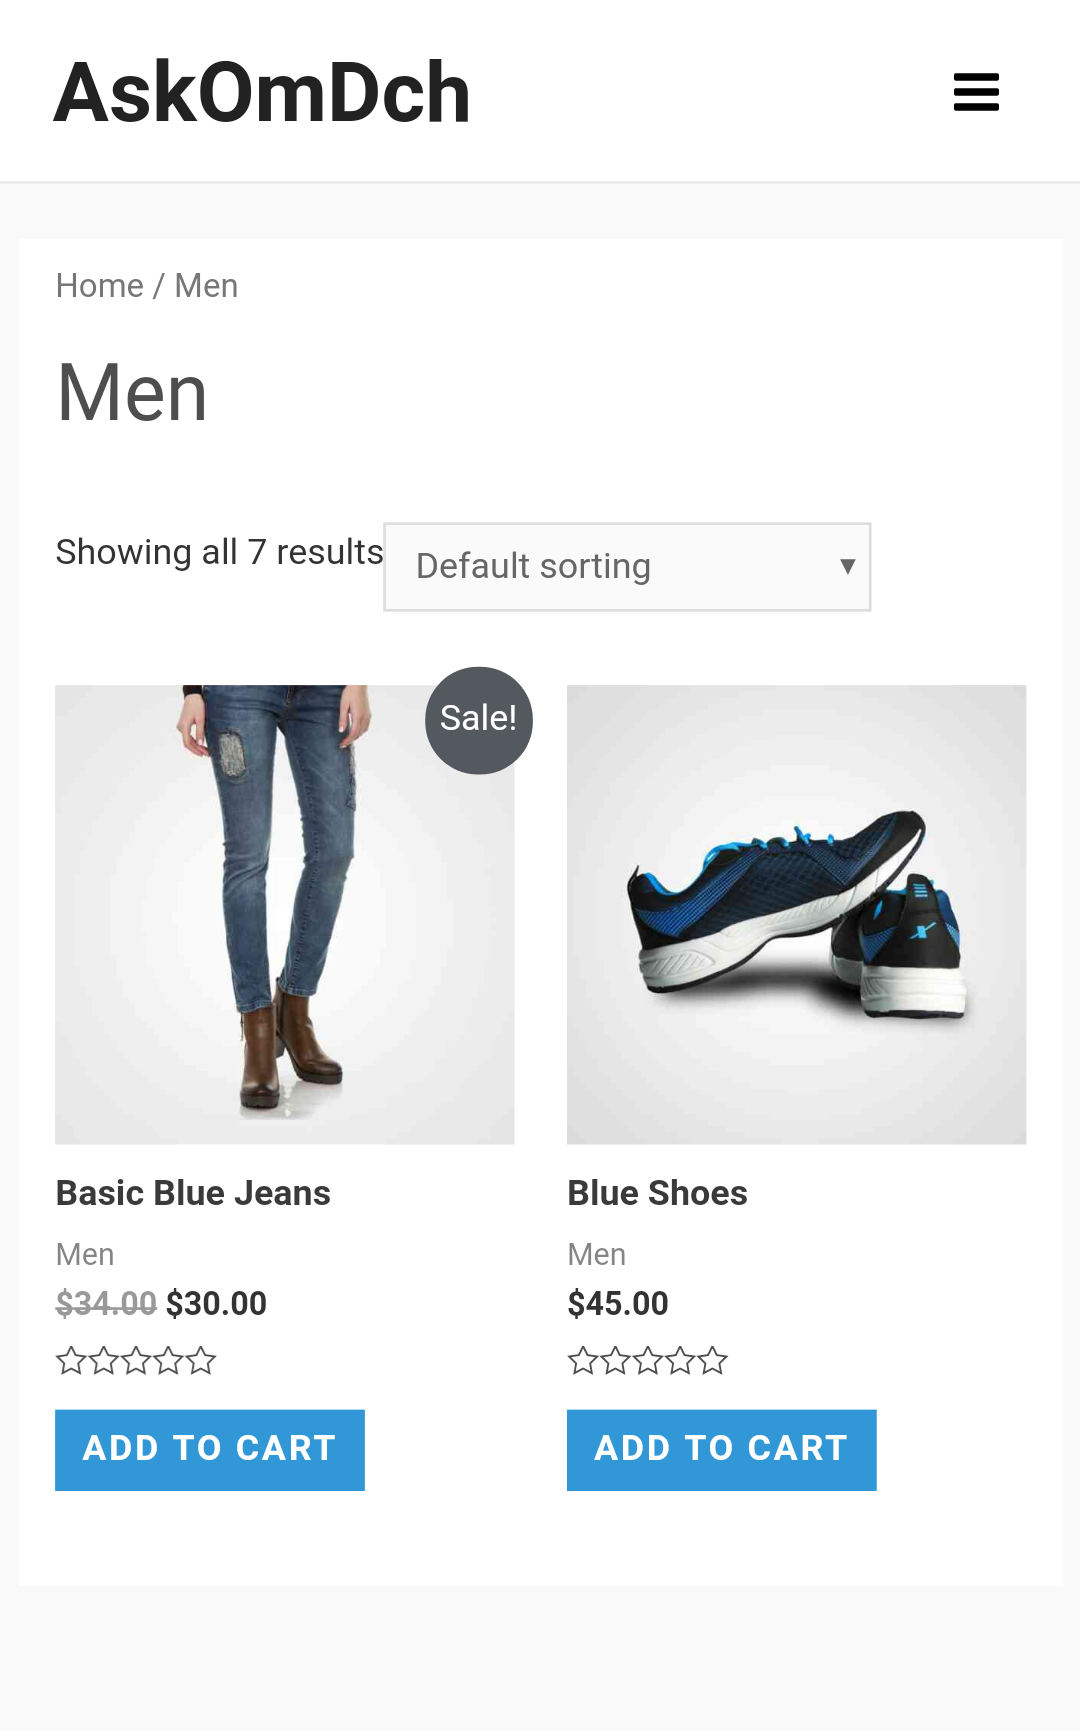 AskOmDch
Home / Men
Men
Showing all 7 results
Default sorting
Sale!
Basic Blue Jeans
Men
$34.00 $30.00
ADD TO CART
Blue Shoes
Men
$45.00
ADD TO CART